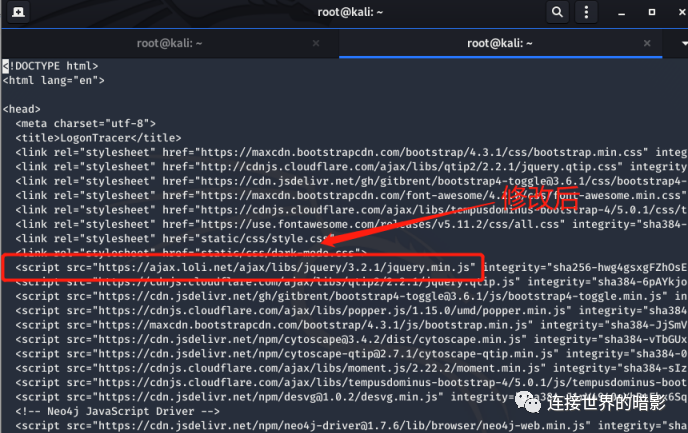 root@kali: ~
root@kali: ~
root@kali: ~
<!DOCTYPE html>
<html lang="en">
<head>
<meta charset="utf-8">
<title>LogonTracer</title>
<link rel="stylesheet" href="https://maxcdn.bootstrapcdn.com/bootstrap/4.3.1/css/bootstrap.min.css" integ
<link rel="stylesheet" href="http://cdnjs.cloudflare.com/ajax/libs/qtip2/2.2.1/jquery.qtip.css" integrity
<link rel="stylesheet" href="https://cdn.jsdelivr.net/gh/gitbrent/bootstrap4-toggle@3.6.1/css/bootstrap4-
<link rel="stylesheet" href="https://maxcdn.bootstrapcdn.com/font-awesome/4. awesome.min.css"
<link rel="stylesheet" href="https://cdnjs.cloudflare.com/ajax/libs/tempusdominus-bootstrap-4/5.0.1/css/t
<link rel="stylesheet" href="https://use.fontawesome.com/releases/v5.11.2/css/all.css" integrity="sha384-
<link rel="stylesheet" href="static/css/style.css"
<link rel="stylesheet" href="static/css/dark-mode.css">
<script src="https://ajax.loli.net/ajax/libs/jquery/3.2.1/jquery.min.js" integrity="sha256-hwg4gsxgFZhOsE
<script src="https://cdnjs.cloudflare.com/ajax/libs/qtip2/2.2.1/jquery.qtip.js" integrity="sha384-6pAYkjo
<script src="https://cdn.jsdelivr.net/gh/gitbrent/bootstrap4-toggle@3.6.1/js/bootstrap4-toggle.min.js" in
<script src="https://cdnjs.cloudflare.com/ajax/libs/popper.js/1.15.0/umd/popper.min.js" integrity="sha384
<script src="https://maxcdn.bootstrapcdn.com/bootstrap/4.3.1/js/bootstrap.min.js" integrity="sha384-JjSmV
<script src="https://cdn.jsdelivr.net/npm/cytoscape@3.4.2/dist/cytoscape.min.js" integrity="sha384-vTbGUx
<script src="https://cdn.jsdelivr.net/npm/cytoscape-qtip@2.7.1/cytoscape-qtip.min.js" integrity="sha384-0
<script src="https://cdnjs.cloudflare.com/ajax/libs/moment.js/2.22.2/moment.min.js" integrity="sha384-sIz
<script src="https://cdnjs.cloudflare.com/ajax/libs/tempusdominus-bootstrap-4/5.0.1/js/tempusdominus-boot
<script src="https://cdn.jsdelivr.net/npm/desvg@1.0.2/desvg.min.js" integrity="sha384-
<!-- Neo4j JavaScript Driver -->
<script src="https://cdn.jsdelivr.net/npm/neo4j-driver@1.7.6/lib/browser/neo4j-web.min.js" integrity="sha
修改后
连接世界的暗影